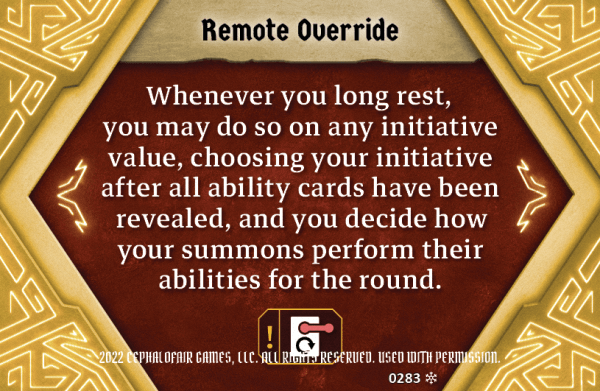 Remote Override
Whenever you long rest,
you may do so on any initiative
value, choosing your initiative
after all ability cards have been
revealed, and you decide how
your summons perform their
abilities for the round.
!
2022 CEPHALOFAIR GAMES, LLC. ALL RIGHTS RESERVED. USED WITH PERMISSION.
0283